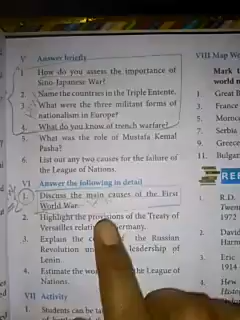 V Answer briefly
1. How do you assess the importance of
Sino-Japanese War?
2. Name the countries in the Triple Entente.
3. What were the three militant forms of
nationalism in Europe?
4. What do you know of trench warfare?
5. What was the role of Mustafa Kemal
Pasha?
6. List out any two causes for the failure of
the League of Nations.
VI Answer the following in detail
1. Discuss the main causes of the First
World War.
2. Highlight the provisions of the Treaty of
Versailles Germany.
3. Explain the of the Russian
Revolution leadership of
Lenin.
4. Estimate the League of
Nations.
VII Activity
1. Students can be
VIII Map W
Mark t
world m
1. Great B
3. France
5. Moroc
7. Serbia
9. Greece
11. Bulgar
RE
1. R.D.
Twen
1972
2. David
Harm
3. Eric
1914
4. Hew
Histo